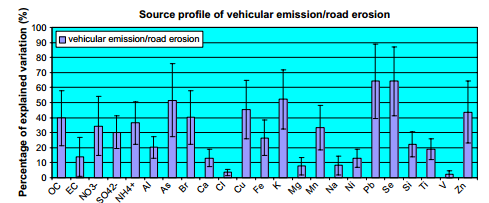 Source profile of vehicular emission/road erosion
Percentage of explained variation (%)
100
90
80
70
60
50
40
30
20
10
0
vehicular emission/road erosion
OC EC NO3- SO42- NH4+ Al As Br Ca Cl Cu Fe K Mg Mn Na Ni Pb Se Si Ti V Zn